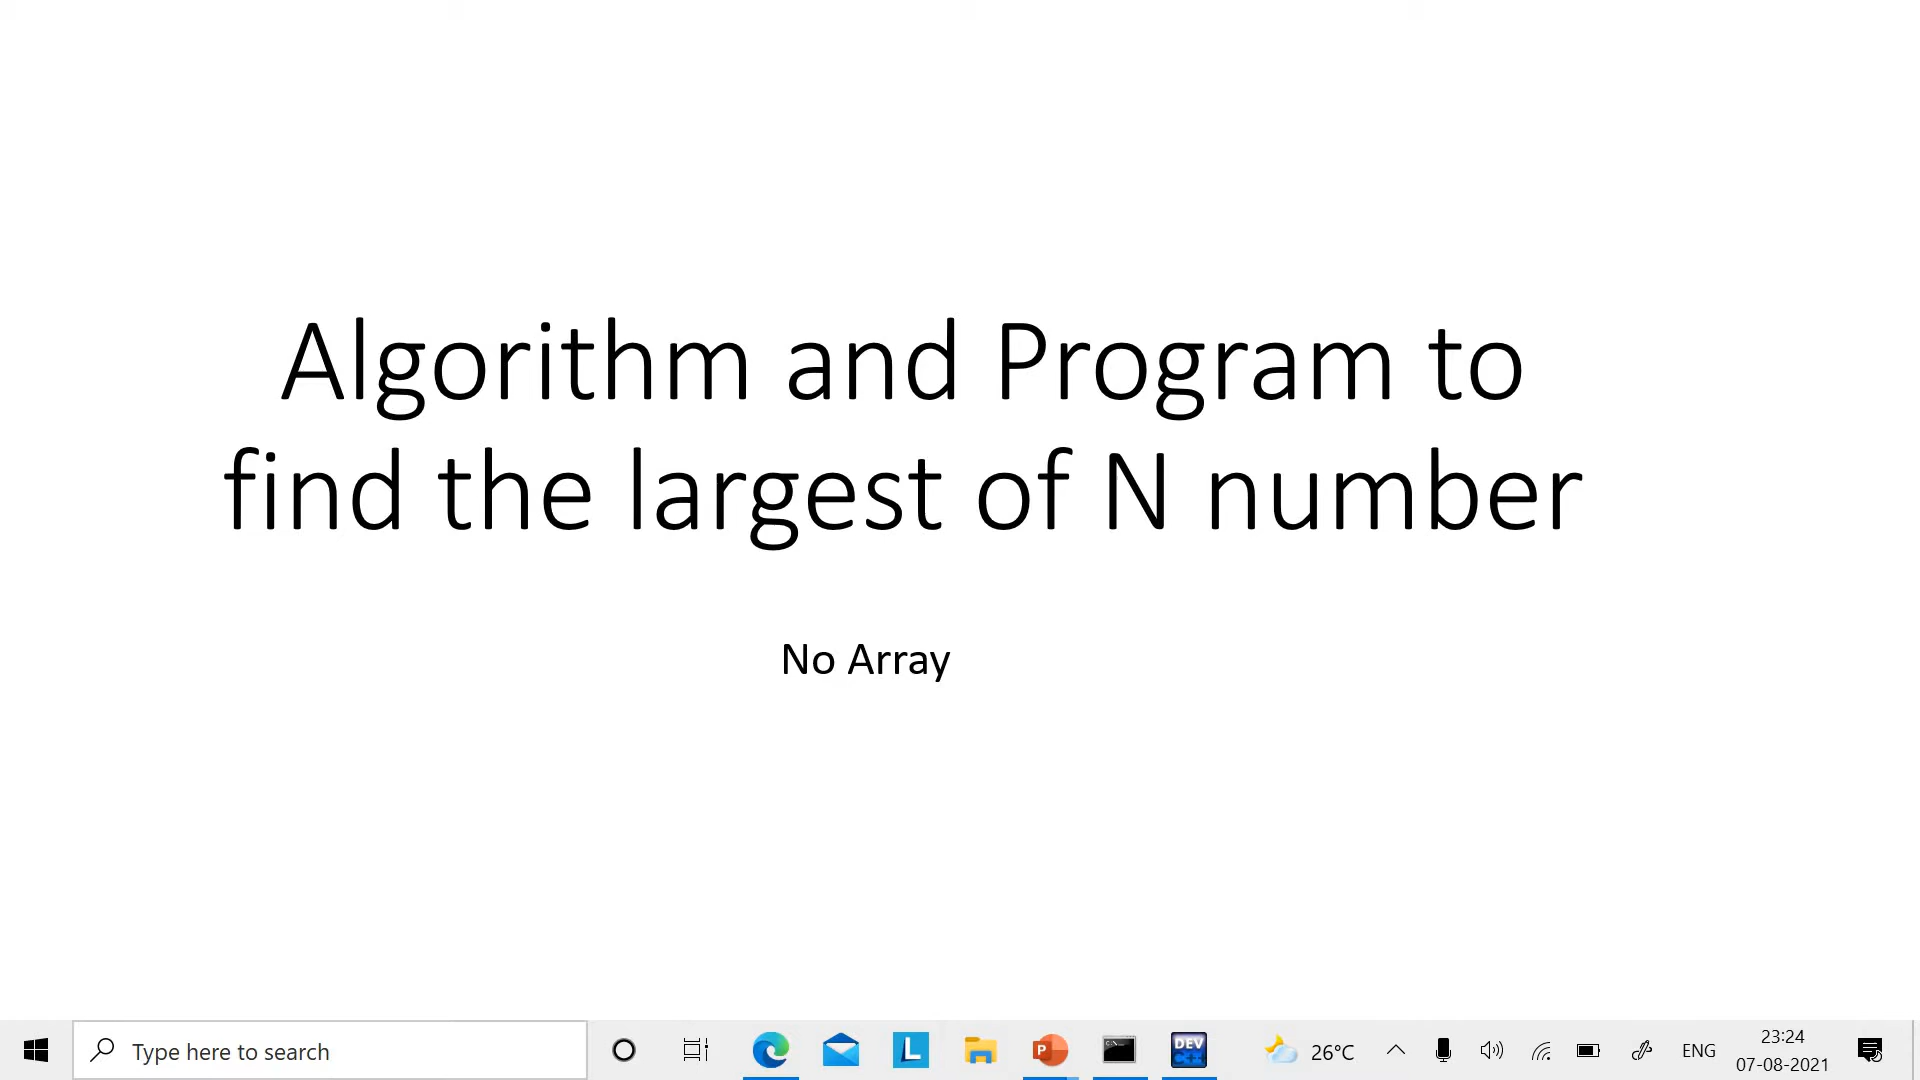 Algorithm and Program to
find the largest of N number
No Array
Type here to search
L
P
C:\
DEV
C++
26°C
ENG
23:24
07-08-2021